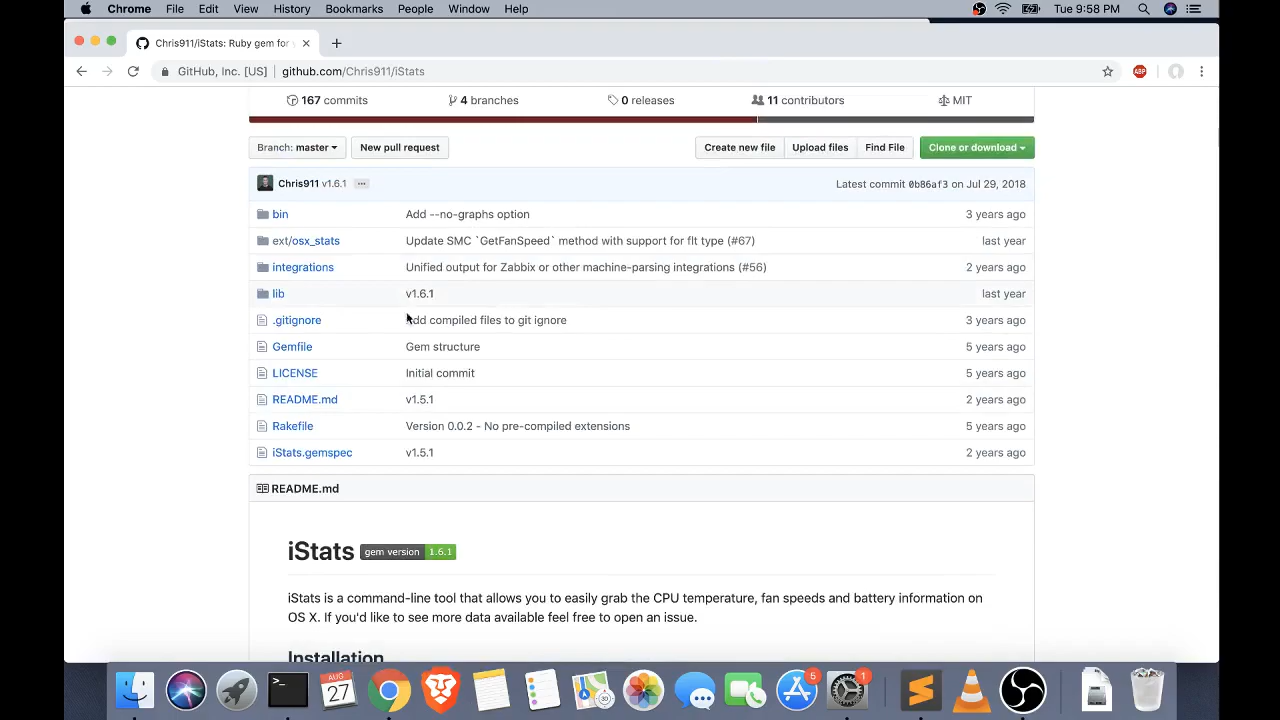 Chrome File Edit View History Bookmarks People Window Help Tue 9:58 PM
Chris911/iStats: Ruby gem for
GitHub, Inc. [US] github.com/Chris911/iStats ABP
167 commits 4 branches 0 releases 11 contributors MIT
Branch: master New pull request Create new file Upload files Find File Clone or download
Chris911 v1.6.1 ... Latest commit 0b86af3 on Jul 29, 2018
bin Add --no-graphs option 3 years ago
ext/osx_stats Update SMC `GetFanSpeed` method with support for flt type (#67) last year
integrations Unified output for Zabbix or other machine-parsing integrations (#56) 2 years ago
lib v1.6.1 last year
.gitignore Add compiled files to git ignore 3 years ago
Gemfile Gem structure 5 years ago
LICENSE Initial commit 5 years ago
README.md v1.5.1 2 years ago
Rakefile Version 0.0.2 - No pre-compiled extensions 5 years ago
iStats.gemspec v1.5.1 2 years ago
README.md
iStats gem version 1.6.1
iStats is a command-line tool that allows you to easily grab the CPU temperature, fan speeds and battery information on
OS X. If you'd like to see more data available feel free to open an issue.
Installation
AUG
27
5
1